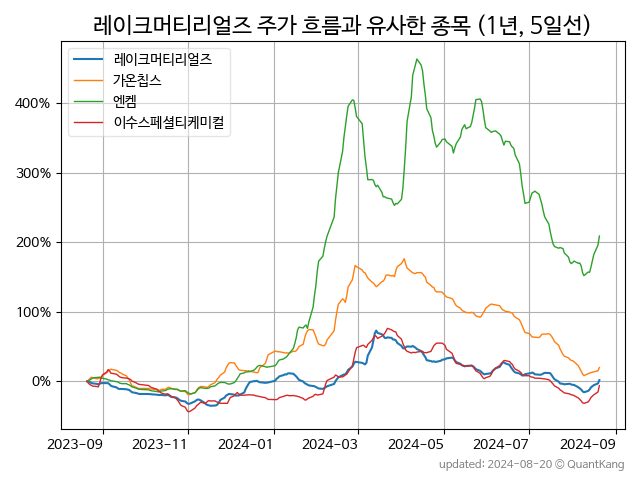 레이크머티리얼즈 주가 흐름과 유사한 종목 (1년, 5일선)
레이크머티리얼즈
가온칩스
엔켐
이수스페셜티케미컬
400%
300%
200%
100%
0%
2023-09 2023-11 2024-01 2024-03 2024-05 2024-07 2024-09
updated: 2024-08-20 © QuantKang